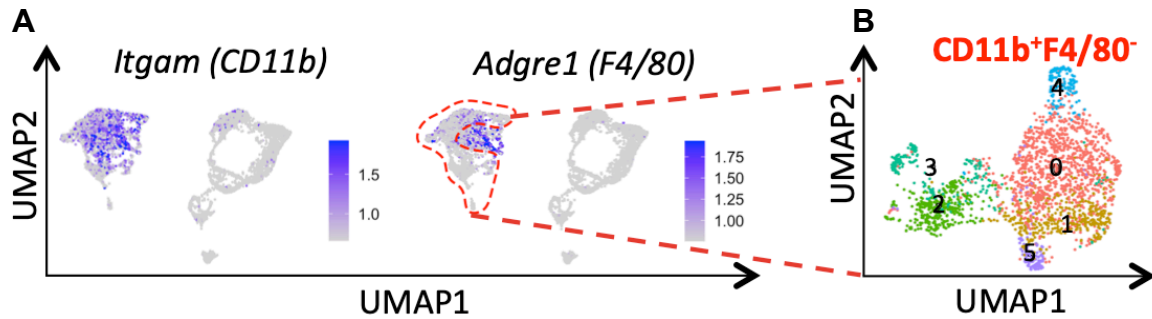 A
B
Itgam (CD11b)
Adgre1 (F4/80)
CD11b⁺F4/80⁻
UMAP2
1.5
1.0
1.75
1.50
1.25
1.00
UMAP1
UMAP2
4
3
0
2
1
5
UMAP1